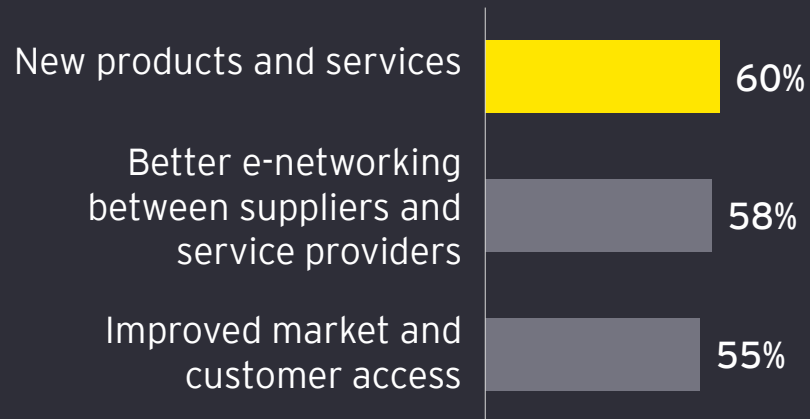 New products and services
60%
Better e-networking
between suppliers and
service providers
58%
Improved market and
customer access
55%